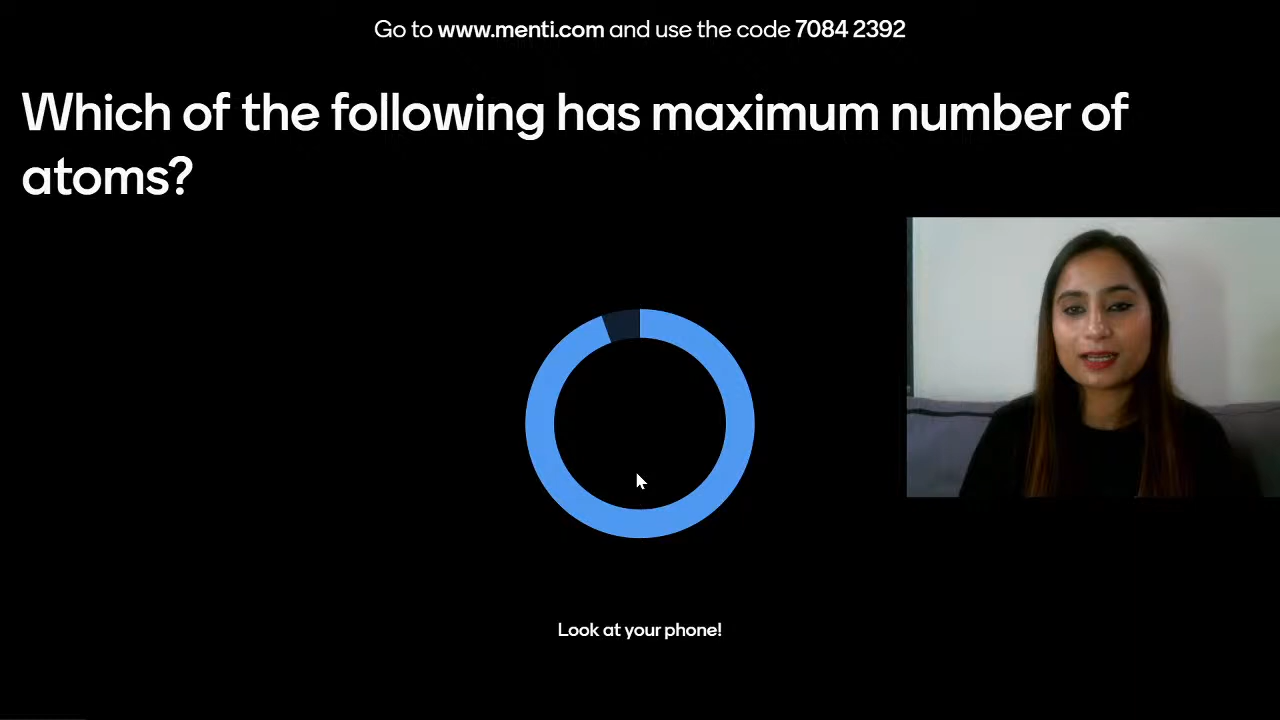 Go to www.menti.com and use the code 7084 2392
Which of the following has maximum number of
atoms?
Look at your phone!